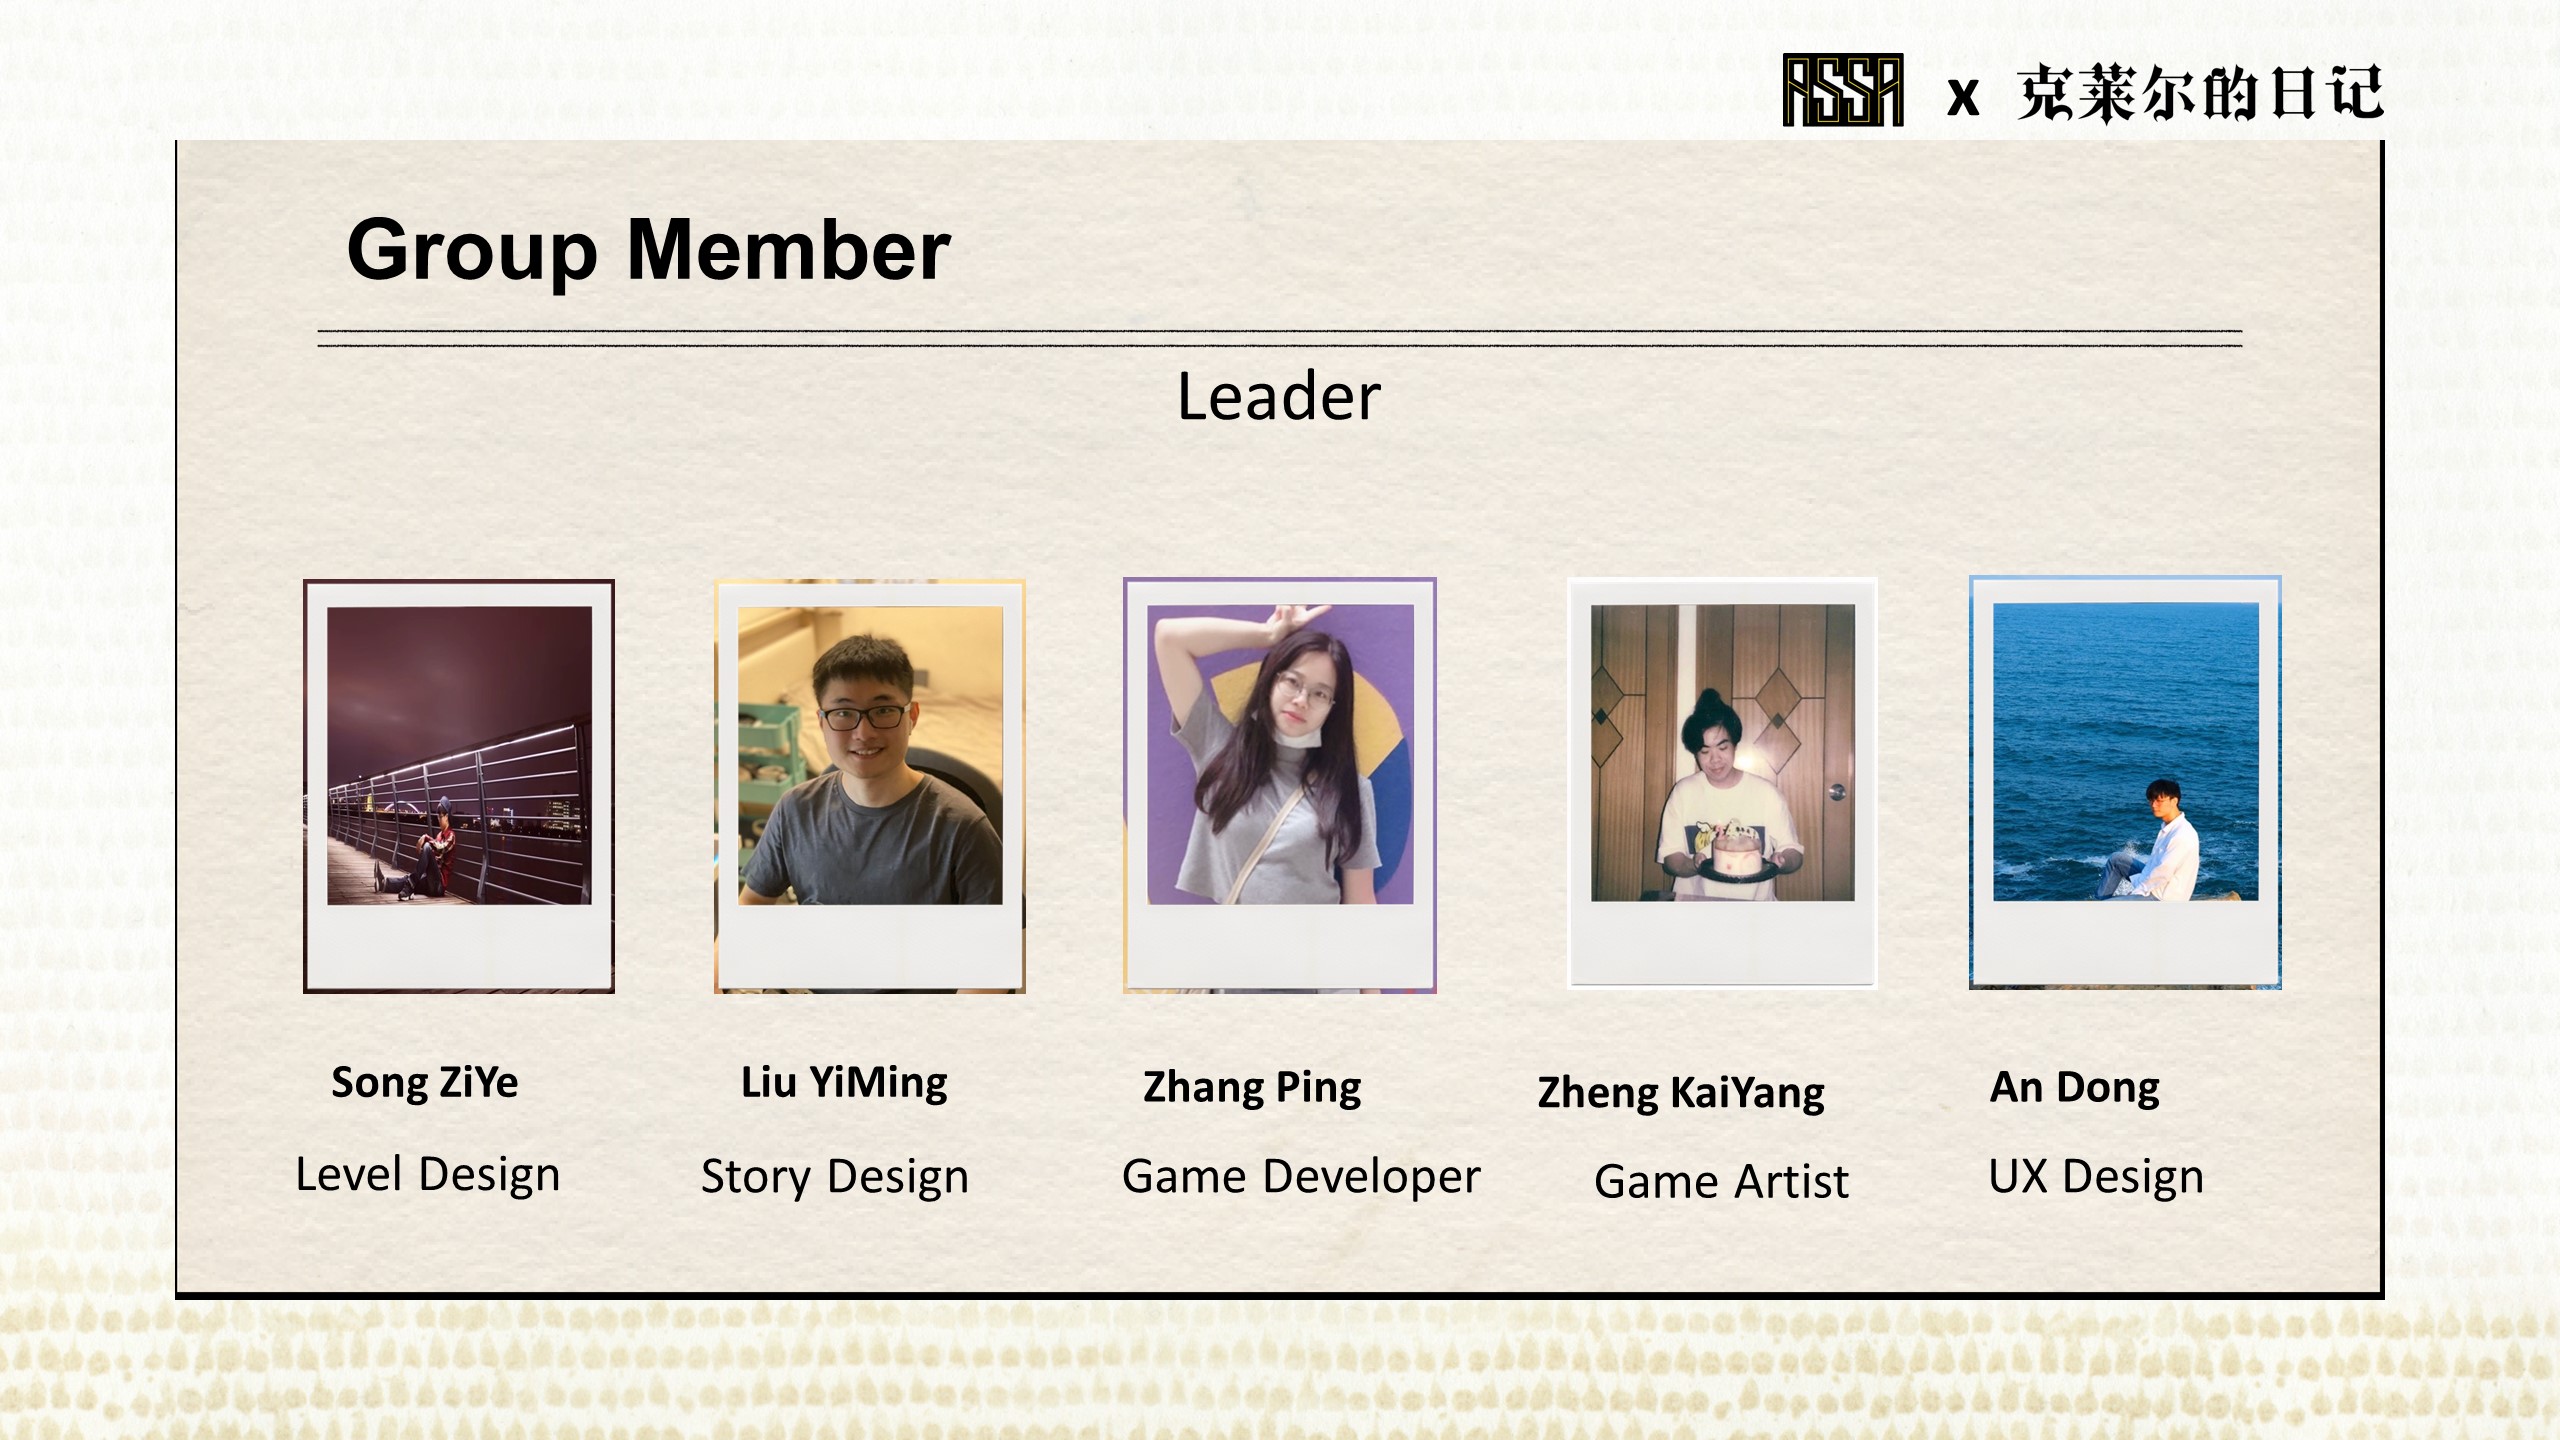 ASSA x 克莱尔的日记
Group Member
Leader
Song ZiYe
Liu YiMing
Zhang Ping
Zheng KaiYang
An Dong
Level Design
Story Design
Game Developer
Game Artist
UX Design